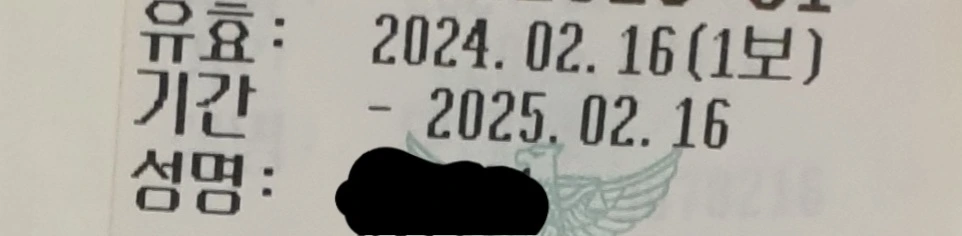 유효: 2024. 02. 16(1보)
기간 - 2025. 02. 16
성명: